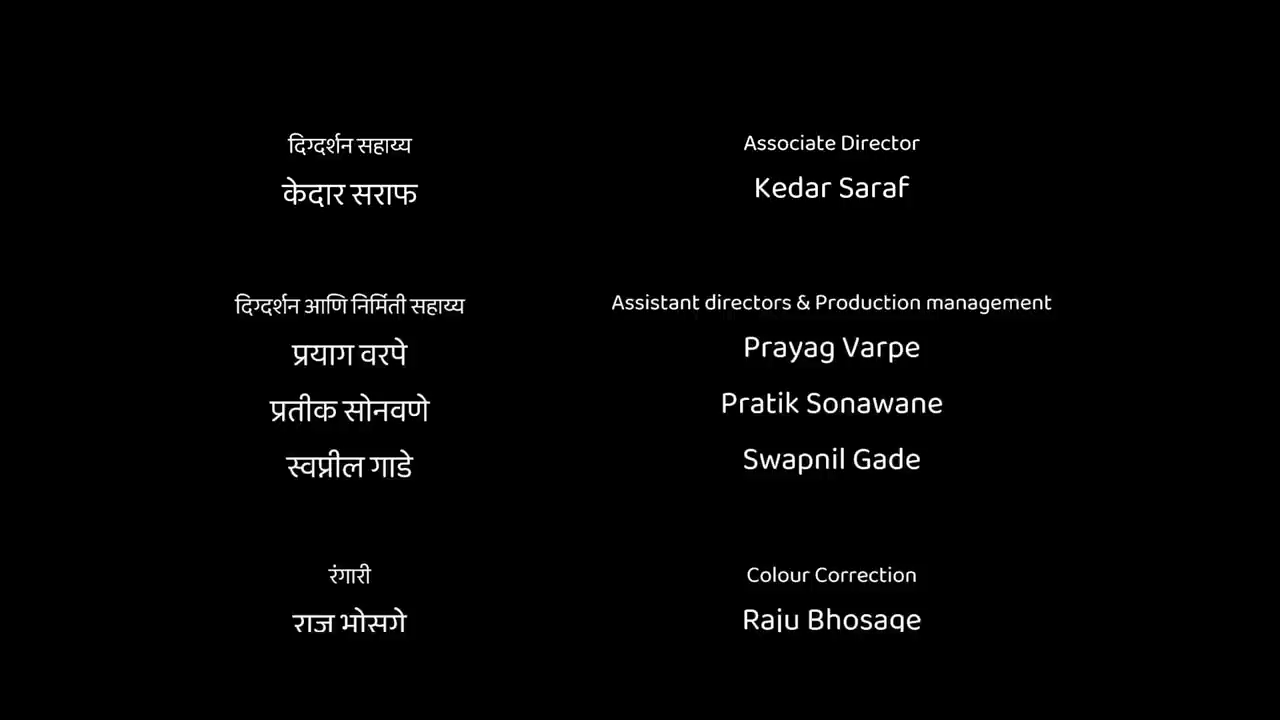 दिग्दर्शन सहाय्य
केदार सराफ
दिग्दर्शन आणि निर्मिती सहाय्य
प्रयाग वरपे
प्रतीक सोनवणे
स्वप्नील गाडे
रंगारी
राजू भोसगे
Associate Director
Kedar Saraf
Assistant directors & Production management
Prayag Varpe
Pratik Sonawane
Swapnil Gade
Colour Correction
Raju Bhosage